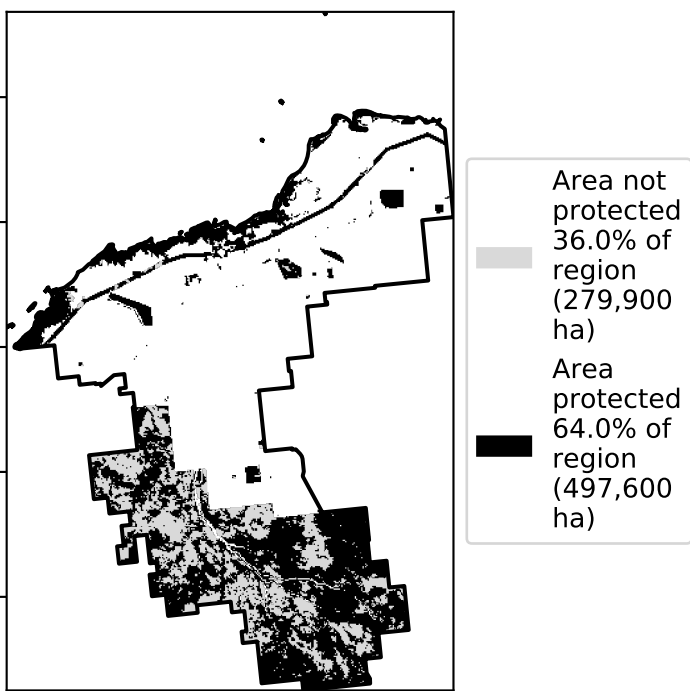 Area not
protected
36.0% of
region
(279,900
ha)
Area
protected
64.0% of
region
(497,600
ha)